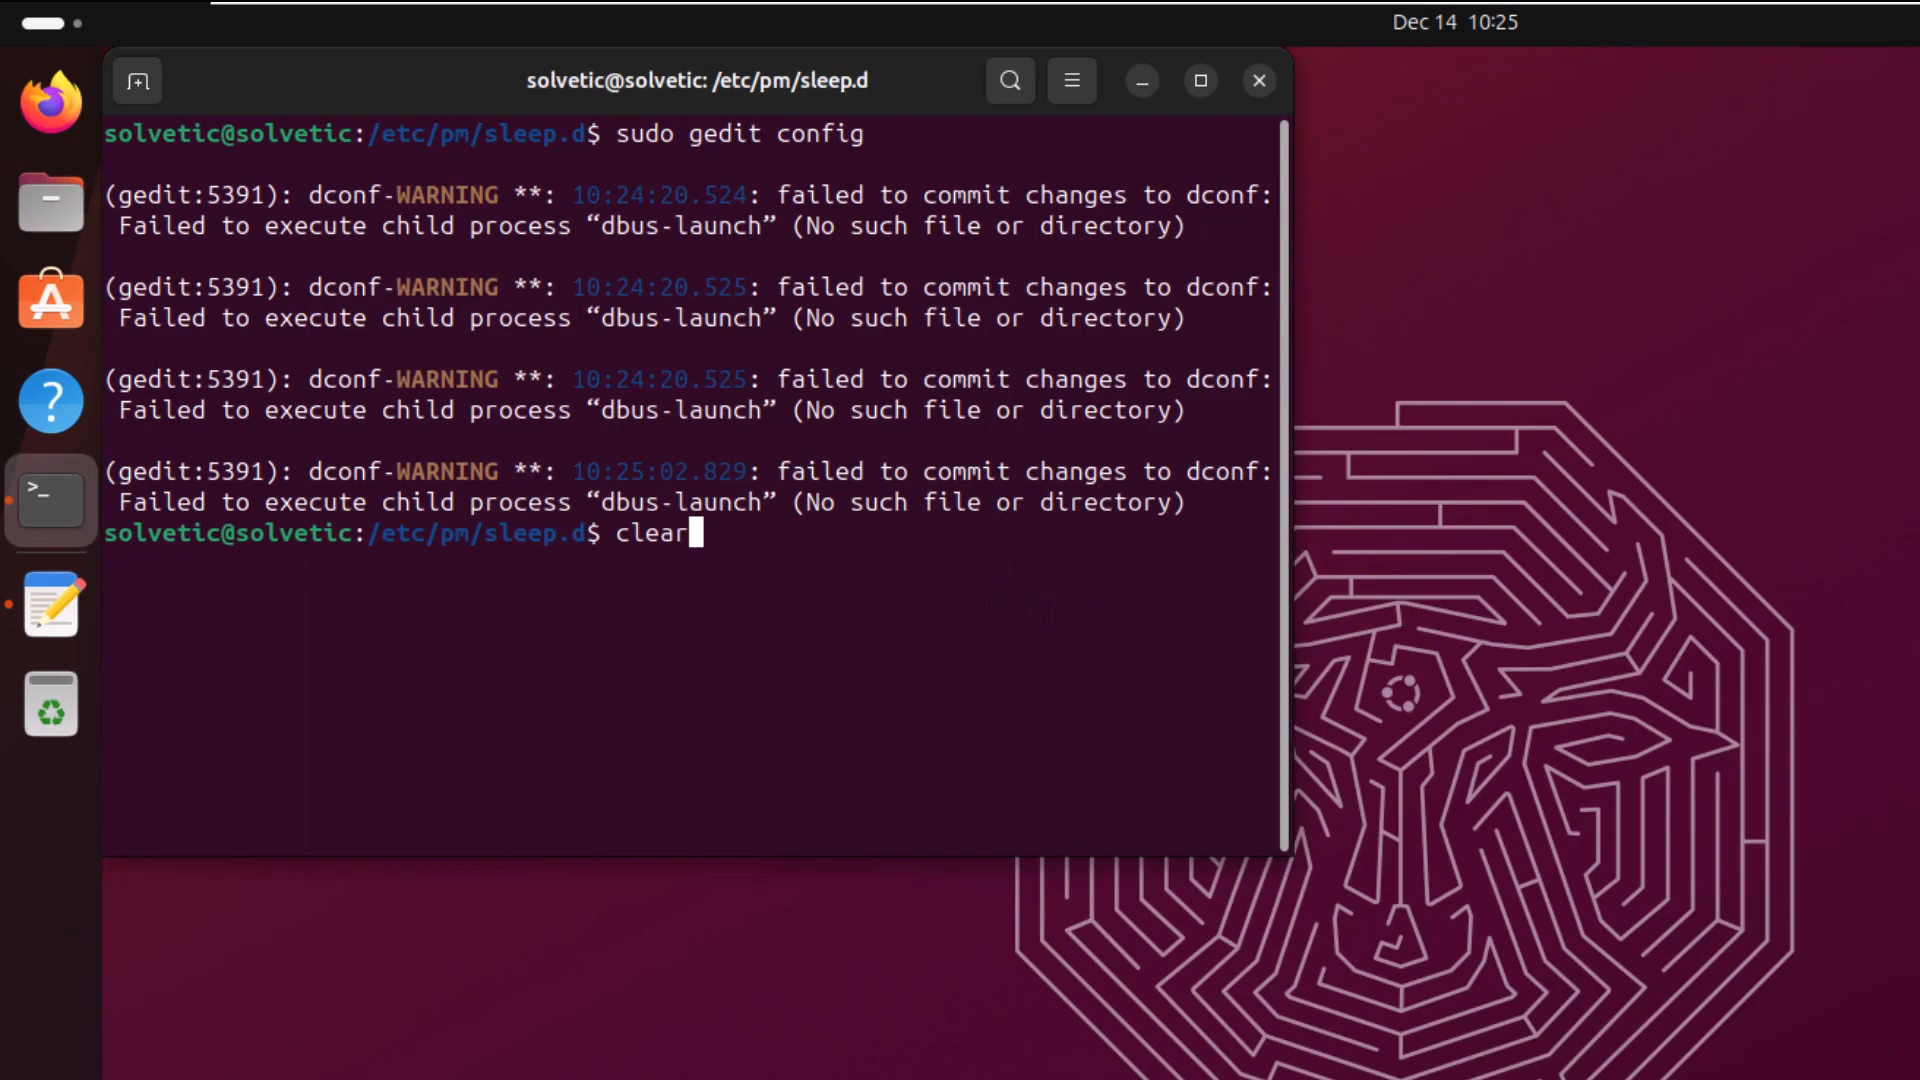 Dec 14 10:25
solvetic@solvetic: /etc/pm/sleep.d
solvetic@solvetic:/etc/pm/sleep.d$ sudo gedit config
(gedit:5391): dconf-WARNING **: 10:24:20.524: failed to commit changes to dconf:
Failed to execute child process “dbus-launch” (No such file or directory)
(gedit:5391): dconf-WARNING **: 10:24:20.525: failed to commit changes to dconf:
Failed to execute child process “dbus-launch” (No such file or directory)
(gedit:5391): dconf-WARNING **: 10:24:20.525: failed to commit changes to dconf:
Failed to execute child process “dbus-launch” (No such file or directory)
(gedit:5391): dconf-WARNING **: 10:25:02.829: failed to commit changes to dconf:
Failed to execute child process “dbus-launch” (No such file or directory)
solvetic@solvetic:/etc/pm/sleep.d$ clear